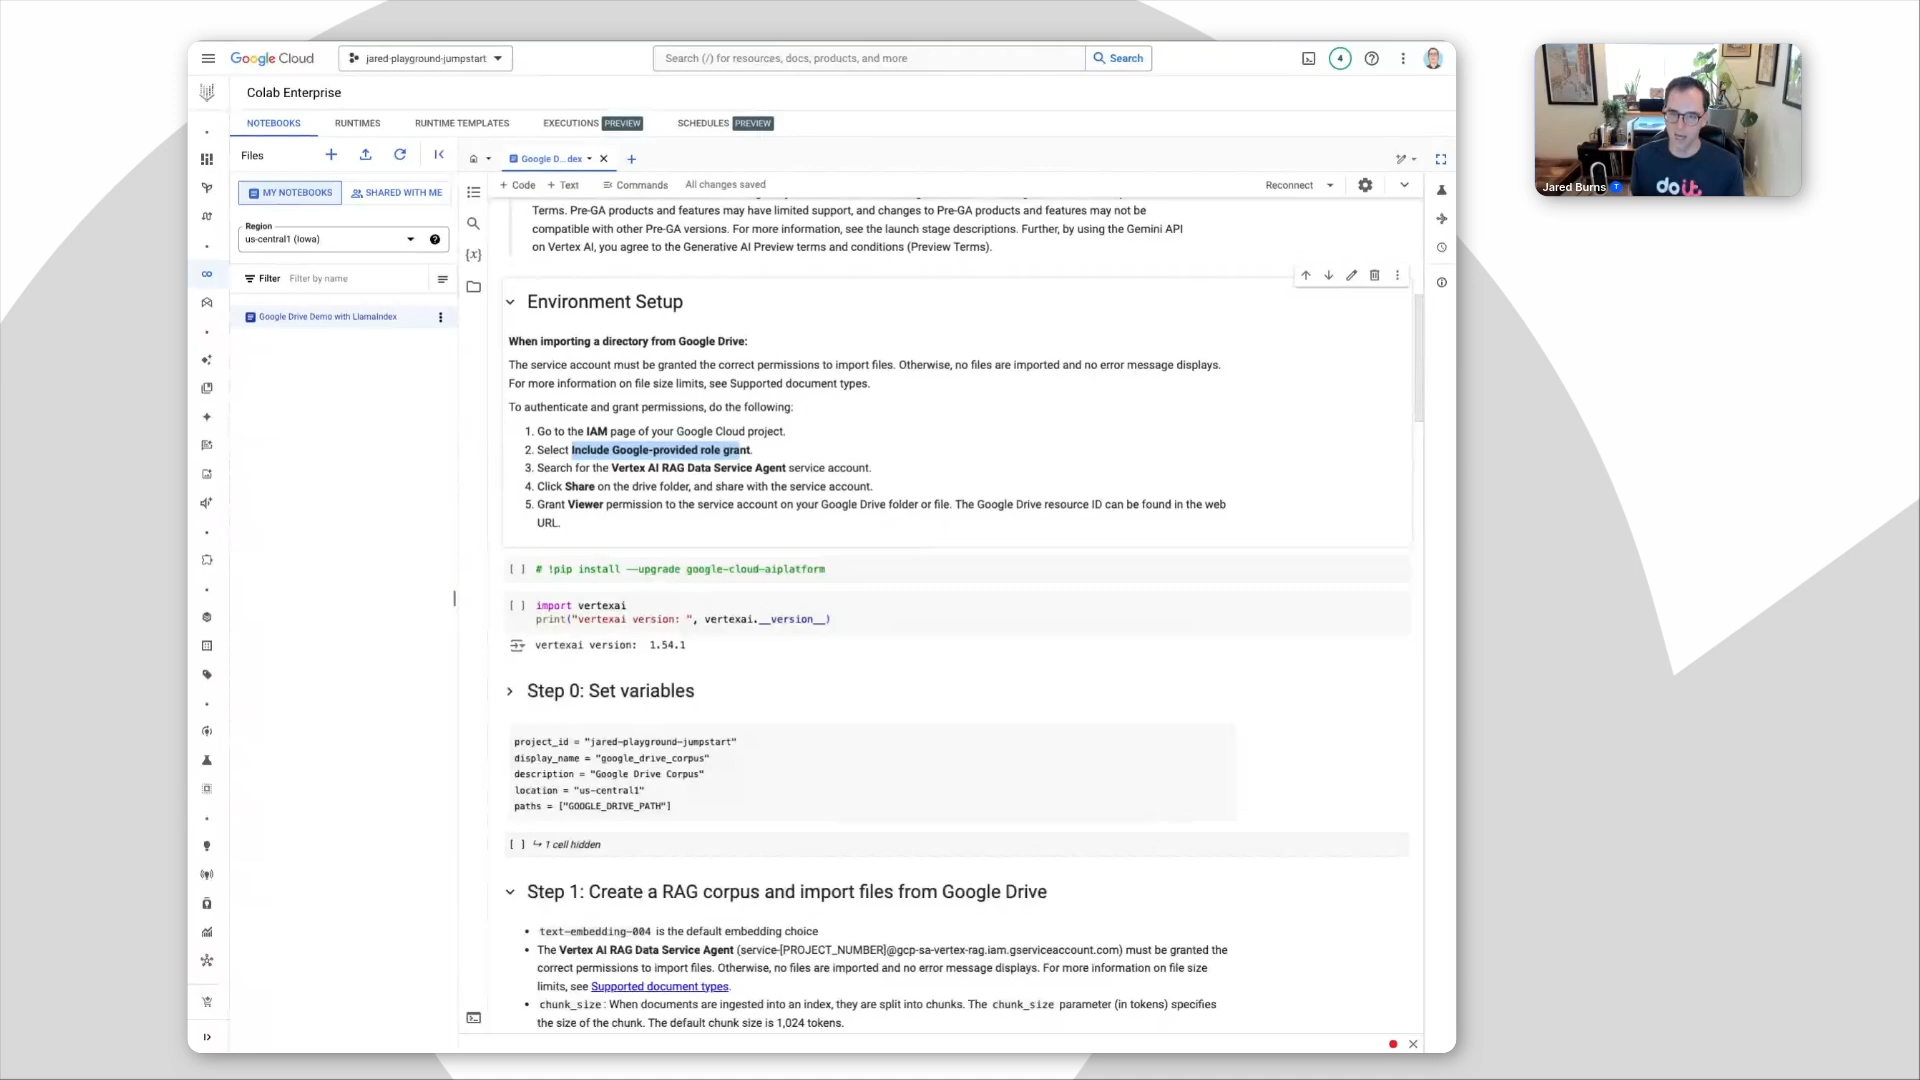 Google Cloud
jared-playground-jumpstart
Search (/) for resources, docs, products, and more
Search
4
Colab Enterprise
NOTEBOOKS
RUNTIMES
RUNTIME TEMPLATES
EXECUTIONS PREVIEW
SCHEDULES PREVIEW
Files
Google D...dex
+ Code + Text Commands All changes saved
Reconnect
MY NOTEBOOKS
SHARED WITH ME
Region
us-central1 (Iowa)
Filter Filter by name
Google Drive Demo with LlamaIndex
Terms. Pre-GA products and features may have limited support, and changes to Pre-GA products and features may not be
compatible with other Pre-GA versions. For more information, see the launch stage descriptions. Further, by using the Gemini API
on Vertex AI, you agree to the Generative AI Preview terms and conditions (Preview Terms).
Environment Setup
When importing a directory from Google Drive:
The service account must be granted the correct permissions to import files. Otherwise, no files are imported and no error message displays.
For more information on file size limits, see Supported document types.
To authenticate and grant permissions, do the following:
1. Go to the IAM page of your Google Cloud project.
2. Select Include Google-provided role grant.
3. Search for the Vertex AI RAG Data Service Agent service account.
4. Click Share on the drive folder, and share with the service account.
5. Grant Viewer permission to the service account on your Google Drive folder or file. The Google Drive resource ID can be found in the web
URL.
[ ] # !pip install --upgrade google-cloud-aiplatform
[ ] import vertexai
print("vertexai version: ", vertexai.__version__)
vertexai version: 1.54.1
Step 0: Set variables
project_id = "jared-playground-jumpstart"
display_name = "google_drive_corpus"
description = "Google Drive Corpus"
location = "us-central1"
paths = ["GOOGLE_DRIVE_PATH"]
[ ] ↳ 1 cell hidden
Step 1: Create a RAG corpus and import files from Google Drive
• text-embedding-004 is the default embedding choice
• The Vertex AI RAG Data Service Agent (service-[PROJECT_NUMBER]@gcp-sa-vertex-rag.iam.gserviceaccount.com) must be granted the
correct permissions to import files. Otherwise, no files are imported and no error message displays. For more information on file size
limits, see Supported document types.
• chunk_size: When documents are ingested into an index, they are split into chunks. The chunk_size parameter (in tokens) specifies
the size of the chunk. The default chunk size is 1,024 tokens.
Jared Burns
doit.